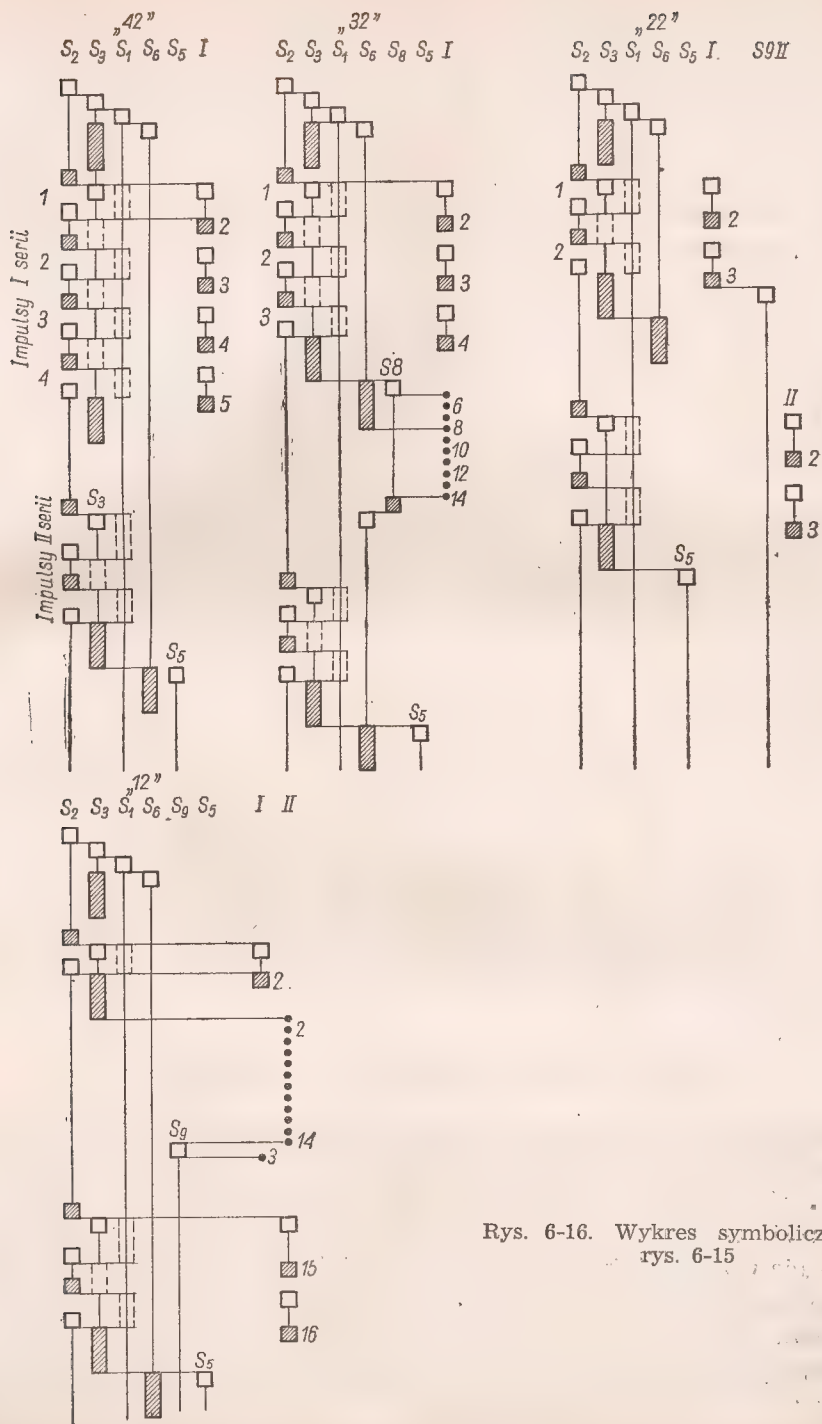 „42”
S2 S3 S1 S6 S5 I
1
2
Impulsy I serii
2
3
3
4
4
5
S3
Impulsy II serii
S5
„32”
S2 S3 S1 S6 S8 S5 I
1
2
2
3
3
4
S8
6
8
10
12
14
S5
„22”
S2 S3 S1 S6 S5 I. S9 II
1
2
2
3
II
2
3
S5
„12”
S2 S3 S1 S6 S9 S5 I II
2
2
14
S9
3
15
16
S5
Rys. 6-16. Wykres symbolicz
rys. 6-15